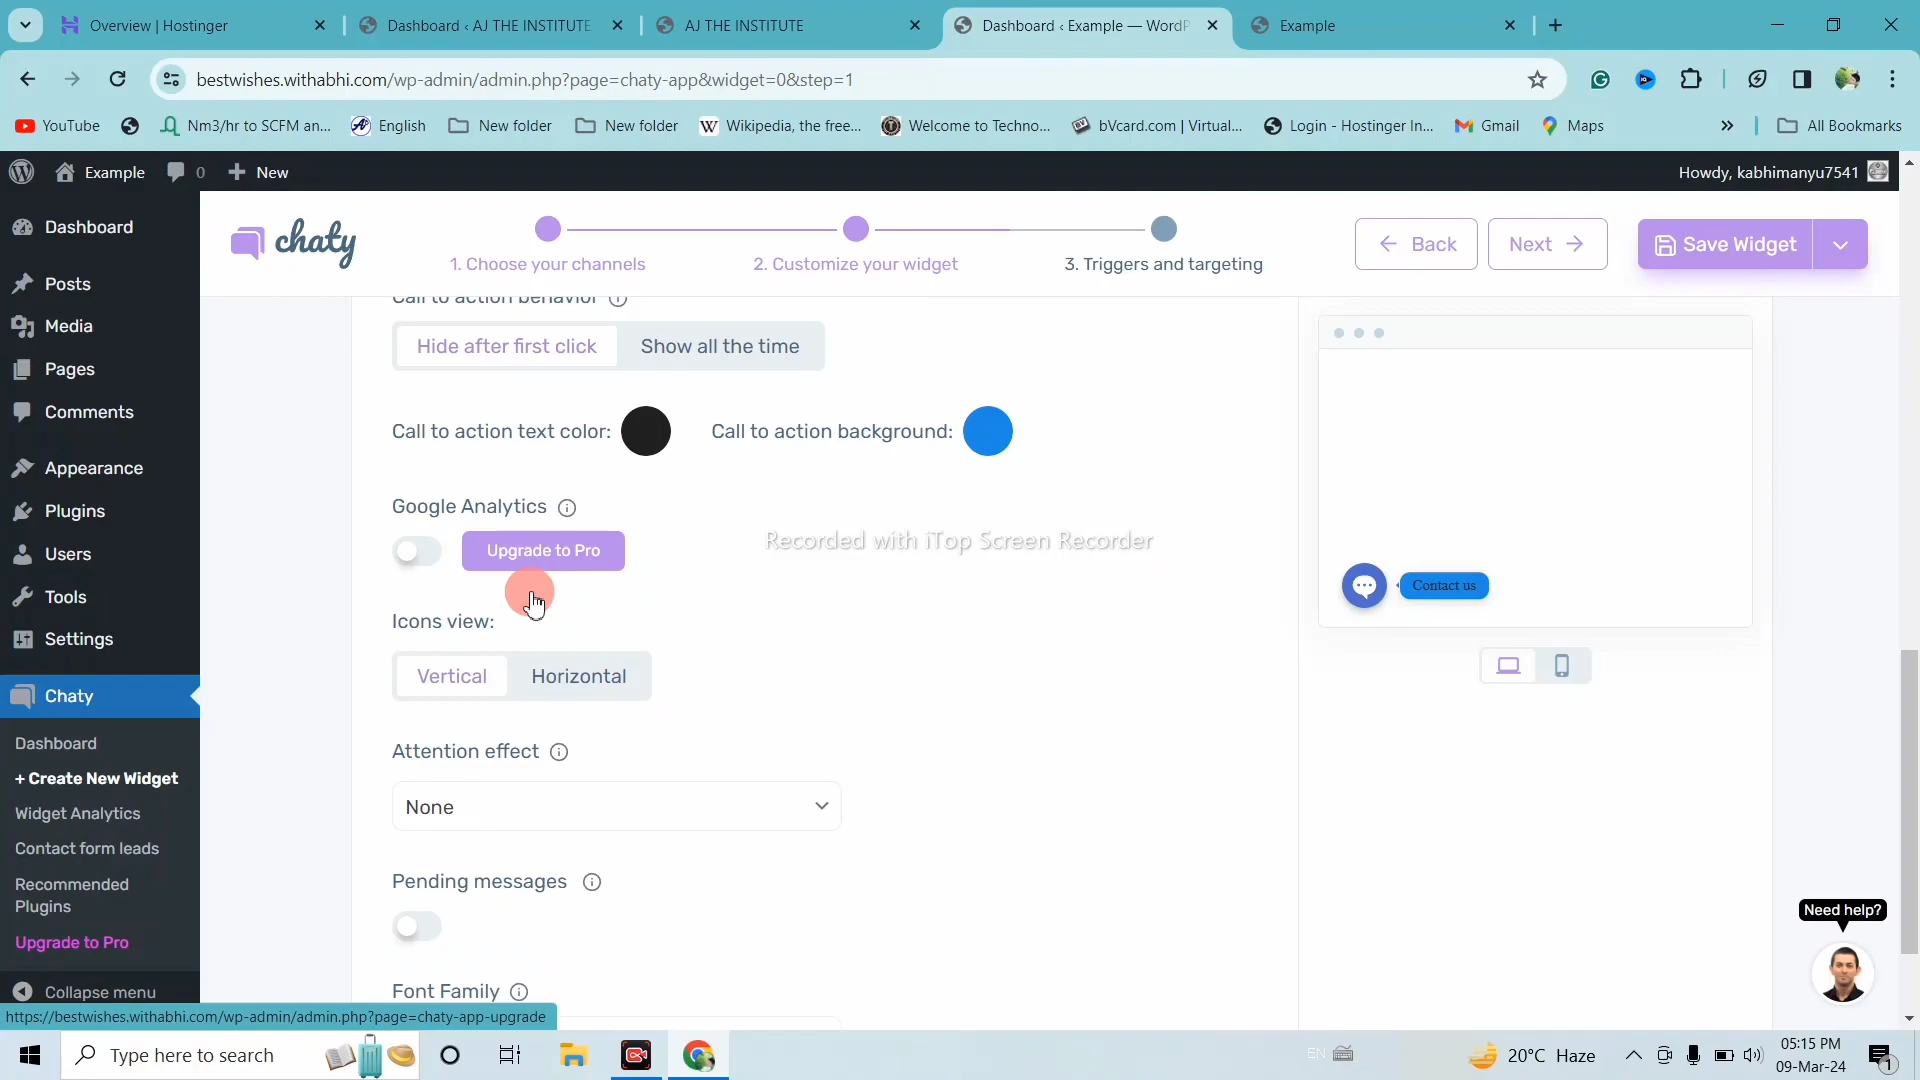 Overview | Hostinger
Dashboard ‹ AJ THE INSTITUTE
AJ THE INSTITUTE
Dashboard ‹ Example — WordP
Example
bestwishes.withabhi.com/wp-admin/admin.php?page=chaty-app&widget=0&step=1
YouTube
Nm3/hr to SCFM an...
English
New folder
New folder
Wikipedia, the free...
Welcome to Techno...
bVcard.com | Virtual...
Login - Hostinger In...
Gmail
Maps
All Bookmarks
Example
0
New
Howdy, kabhimanyu7541
Dashboard
Posts
Media
Pages
Comments
Appearance
Plugins
Users
Tools
Settings
Chaty
Dashboard
+ Create New Widget
Widget Analytics
Contact form leads
Recommended
Plugins
Upgrade to Pro
Collapse menu
chaty
1. Choose your channels
2. Customize your widget
3. Triggers and targeting
Back
Next
Save Widget
Call to action behavior
Hide after first click
Show all the time
Call to action text color:
Call to action background:
Google Analytics
Upgrade to Pro
Recorded with iTop Screen Recorder
Icons view:
Vertical
Horizontal
Attention effect
None
Pending messages
Font Family
Contact us
Need help?
https://bestwishes.withabhi.com/wp-admin/admin.php?page=chaty-app-upgrade
Type here to search
EN
20°C Haze
05:15 PM
09-Mar-24
1